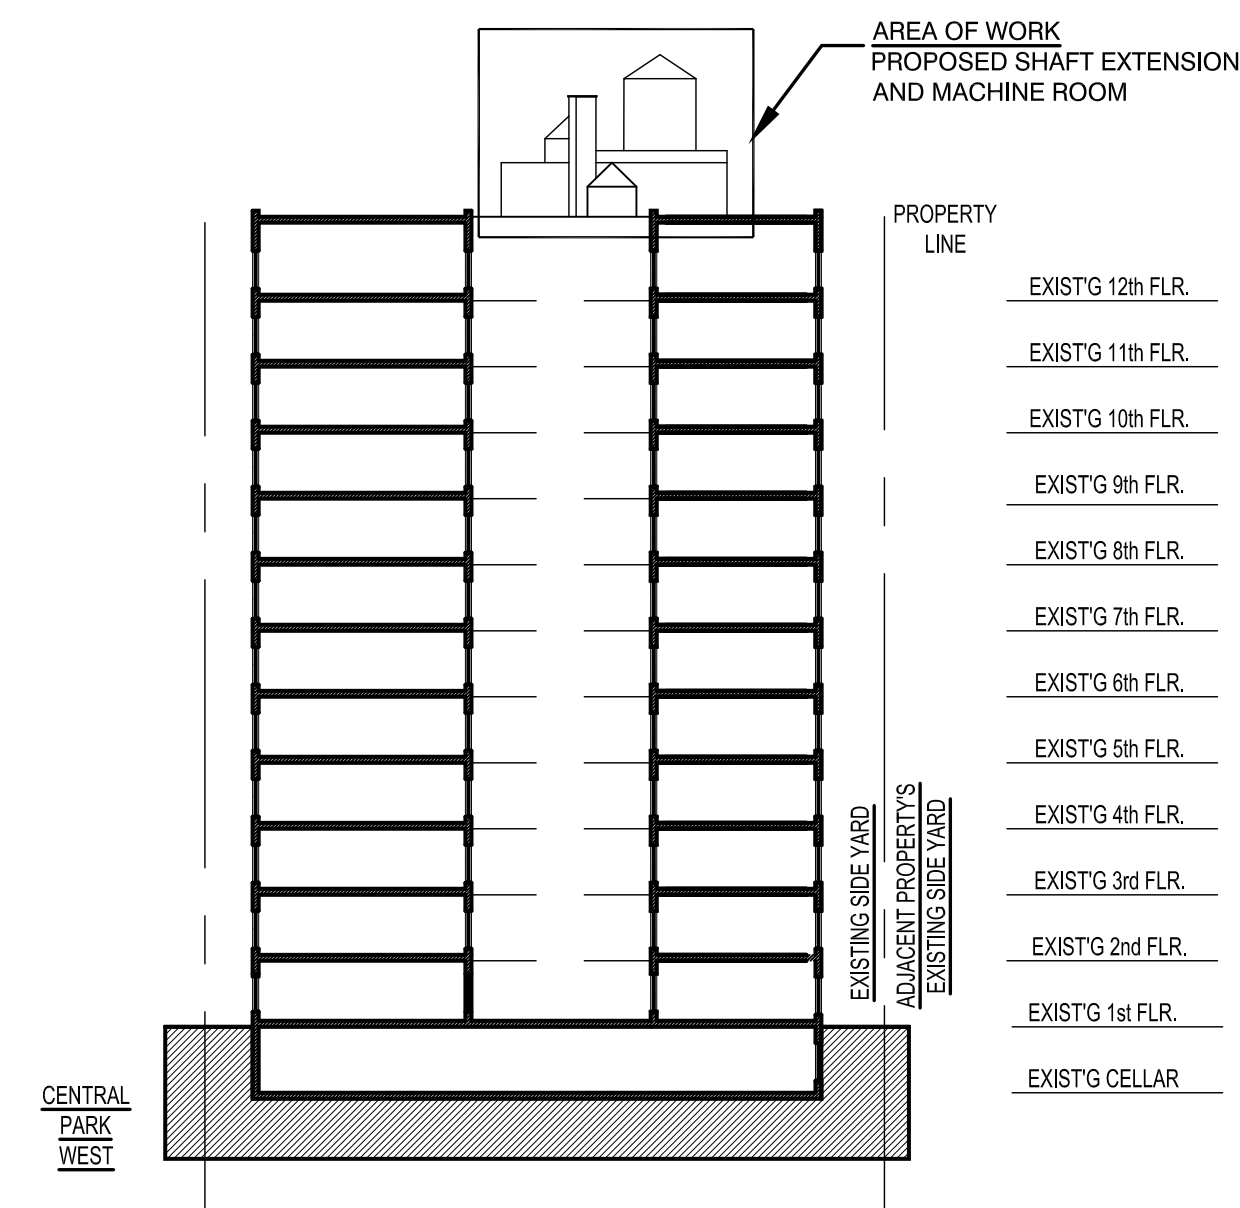 AREA OF WORK
PROPOSED SHAFT EXTENSION
AND MACHINE ROOM
PROPERTY
LINE
EXIST'G 12th FLR.
EXIST'G 11th FLR.
EXIST'G 10th FLR.
EXIST'G 9th FLR.
EXIST'G 8th FLR.
EXIST'G 7th FLR.
EXIST'G 6th FLR.
EXIST'G 5th FLR.
EXIST'G 4th FLR.
EXIST'G 3rd FLR.
EXIST'G 2nd FLR.
EXIST'G 1st FLR.
EXIST'G CELLAR
EXISTING SIDE YARD
ADJACENT PROPERTY'S
EXISTING SIDE YARD
CENTRAL
PARK
WEST